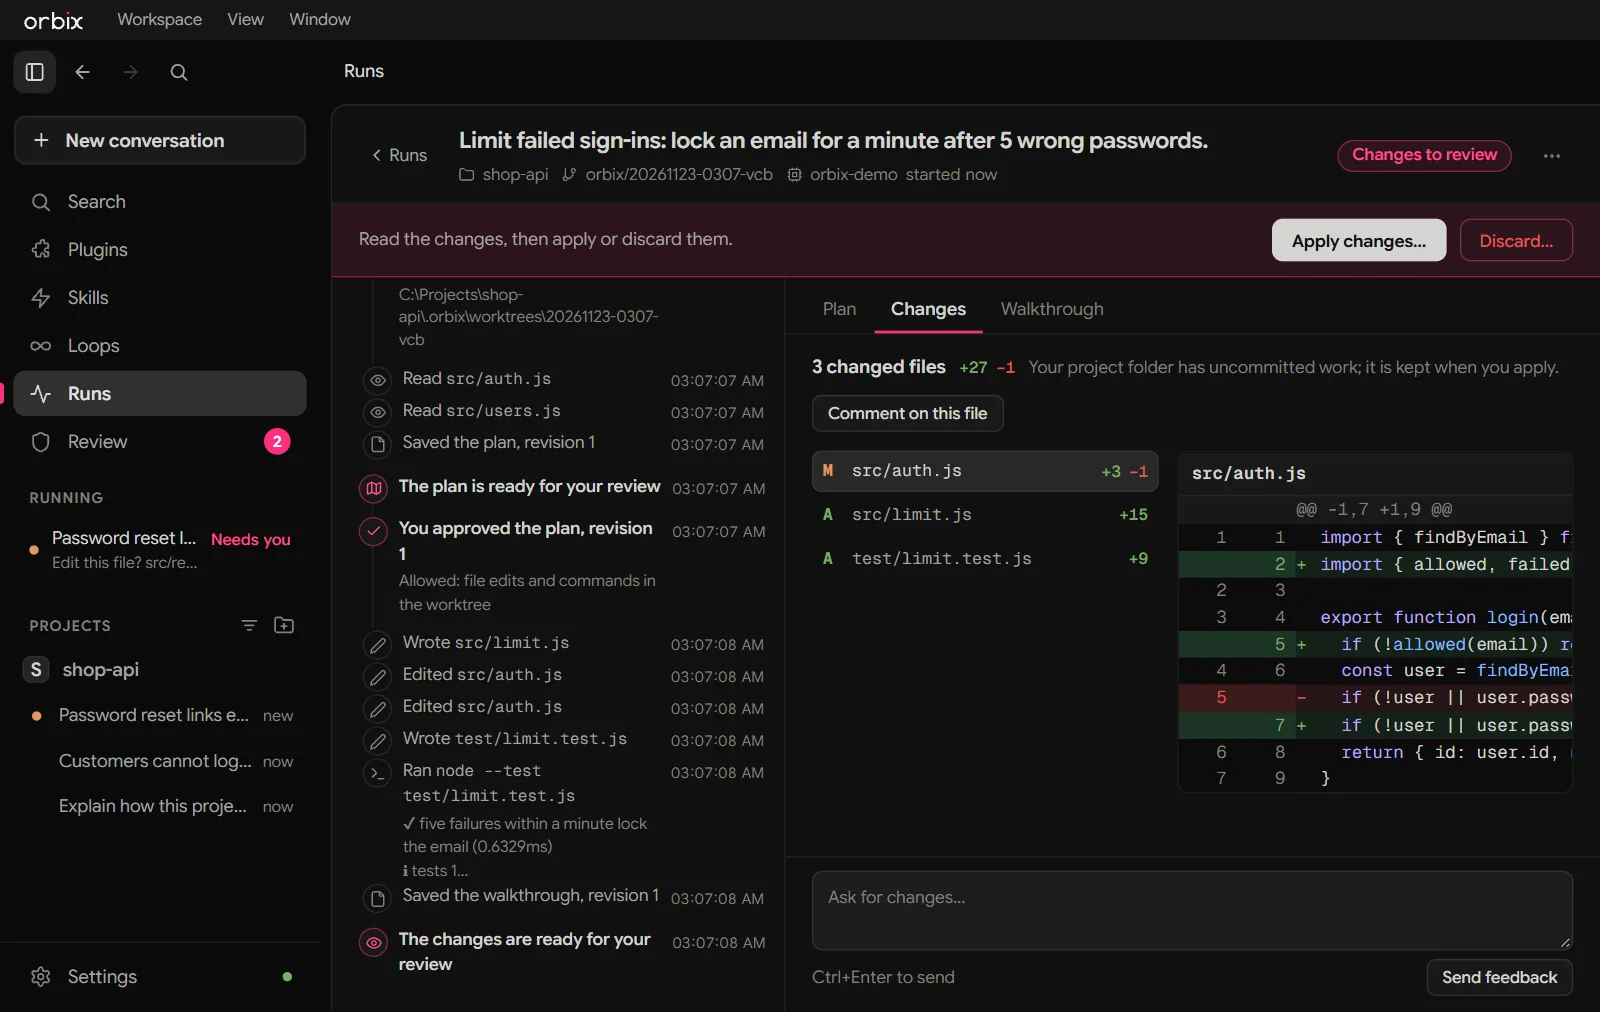 orbix Workspace View Window
Runs
New conversation
Search
Plugins
Skills
Loops
Runs
Review 2
RUNNING
Password reset l... Needs you
Edit this file? src/re...
PROJECTS
S shop-api
Password reset links e... new
Customers cannot log... now
Explain how this proje... now
Settings
Runs
Limit failed sign-ins: lock an email for a minute after 5 wrong passwords.
shop-api orbix/20261123-0307-vcb orbix-demo started now
Changes to review
Read the changes, then apply or discard them.
Apply changes... Discard...
C:\Projects\shop-
api\.orbix\worktrees\20261123-0307-
vcb
Read src/auth.js 03:07:07 AM
Read src/users.js 03:07:07 AM
Saved the plan, revision 1 03:07:07 AM
The plan is ready for your review 03:07:07 AM
You approved the plan, revision 03:07:07 AM
1
Allowed: file edits and commands in
the worktree
Wrote src/limit.js 03:07:08 AM
Edited src/auth.js 03:07:08 AM
Edited src/auth.js 03:07:08 AM
Wrote test/limit.test.js 03:07:08 AM
Ran node --test 03:07:08 AM
test/limit.test.js
✓ five failures within a minute lock
the email (0.6329ms)
ℹ tests 1...
Saved the walkthrough, revision 1 03:07:08 AM
The changes are ready for your 03:07:08 AM
review
Plan Changes Walkthrough
3 changed files +27 −1 Your project folder has uncommitted work; it is kept when you apply.
Comment on this file
M src/auth.js +3 −1
A src/limit.js +15
A test/limit.test.js +9
src/auth.js
@@ -1,7 +1,9 @@
1 1 import { findByEmail } f
2 + import { allowed, failed
2 3
3 4 export function login(em
5 + if (!allowed(email)) r
4 6 const user = findByEma
5 - if (!user || user.pass
7 + if (!user || user.pass
6 8 return { id: user.id,
7 9 }
Ask for changes...
Ctrl+Enter to send
Send feedback